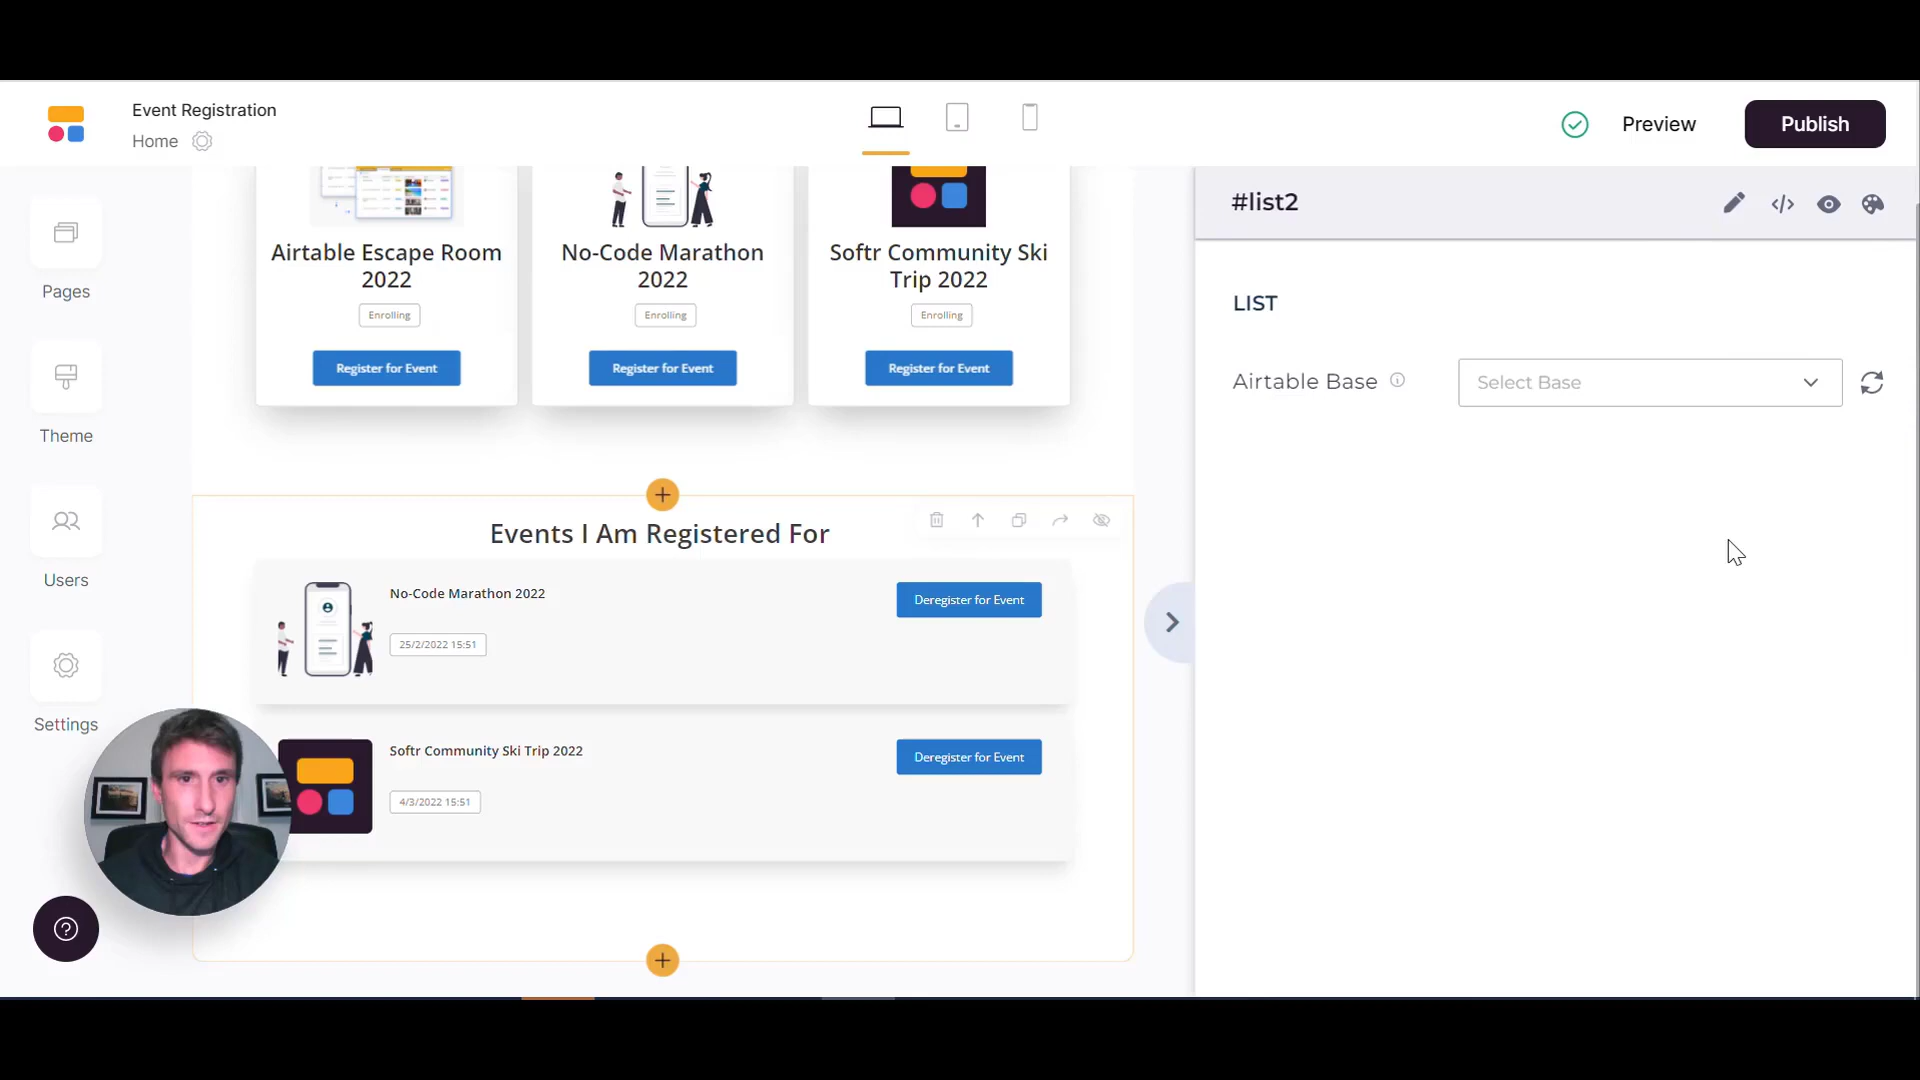 Event Registration
Home
Preview
Publish
Pages
Theme
Users
Settings
Airtable Escape Room
2022
Enrolling
Register for Event
No-Code Marathon
2022
Enrolling
Register for Event
Softr Community Ski
Trip 2022
Enrolling
Register for Event
Events I Am Registered For
No-Code Marathon 2022
25/2/2022 15:51
Deregister for Event
Softr Community Ski Trip 2022
4/3/2022 15:51
Deregister for Event
#list2
LIST
Airtable Base
Select Base